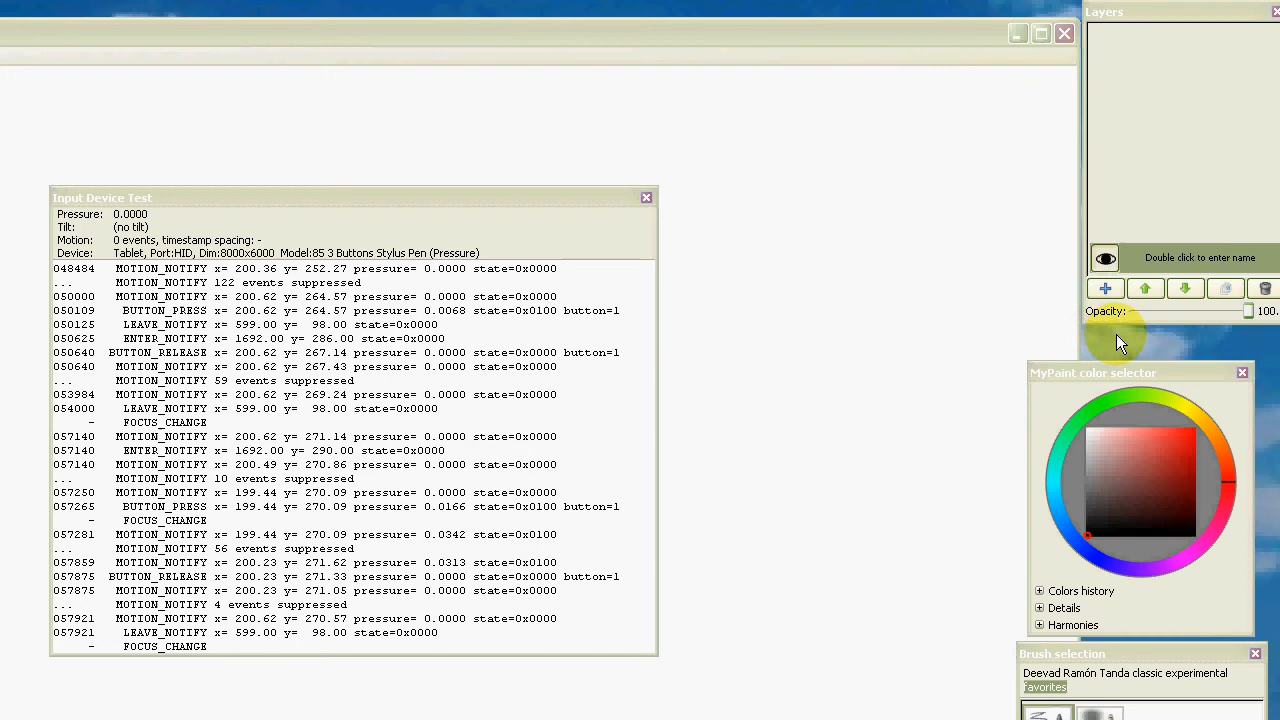 Layers
Input Device Test
Pressure: 0.0000
Tilt: (no tilt)
Motion: 0 events, timestamp spacing: -
Device: Tablet, Port:HID, Dim:8000x6000 Model:85 3 Buttons Stylus Pen (Pressure)
048484 MOTION_NOTIFY x= 200.36 y= 252.27 pressure= 0.0000 state=0x0000
... MOTION_NOTIFY 122 events suppressed
050000 MOTION_NOTIFY x= 200.62 y= 264.57 pressure= 0.0000 state=0x0000
050109 BUTTON_PRESS x= 200.62 y= 264.57 pressure= 0.0068 state=0x0100 button=1
050125 LEAVE_NOTIFY x= 599.00 y= 98.00 state=0x0000
050625 ENTER_NOTIFY x= 1692.00 y= 286.00 state=0x0000
050640 BUTTON_RELEASE x= 200.62 y= 267.14 pressure= 0.0000 state=0x0000 button=1
050640 MOTION_NOTIFY x= 200.62 y= 267.43 pressure= 0.0000 state=0x0000
... MOTION_NOTIFY 59 events suppressed
053984 MOTION_NOTIFY x= 200.62 y= 269.24 pressure= 0.0000 state=0x0000
054000 LEAVE_NOTIFY x= 599.00 y= 98.00 state=0x0000
- FOCUS_CHANGE
057140 MOTION_NOTIFY x= 200.62 y= 271.14 pressure= 0.0000 state=0x0000
057140 ENTER_NOTIFY x= 1692.00 y= 290.00 state=0x0000
057140 MOTION_NOTIFY x= 200.49 y= 270.86 pressure= 0.0000 state=0x0000
... MOTION_NOTIFY 10 events suppressed
057250 MOTION_NOTIFY x= 199.44 y= 270.09 pressure= 0.0000 state=0x0000
057265 BUTTON_PRESS x= 199.44 y= 270.09 pressure= 0.0166 state=0x0100 button=1
- FOCUS_CHANGE
057281 MOTION_NOTIFY x= 199.44 y= 270.09 pressure= 0.0342 state=0x0100
... MOTION_NOTIFY 56 events suppressed
057859 MOTION_NOTIFY x= 200.23 y= 271.33 pressure= 0.0313 state=0x0100
057875 BUTTON_RELEASE x= 200.23 y= 271.33 pressure= 0.0000 state=0x0000 button=1
057875 MOTION_NOTIFY x= 200.23 y= 271.05 pressure= 0.0000 state=0x0000
... MOTION_NOTIFY 4 events suppressed
057921 MOTION_NOTIFY x= 200.62 y= 270.57 pressure= 0.0000 state=0x0000
057921 LEAVE_NOTIFY x= 599.00 y= 98.00 state=0x0000
- FOCUS_CHANGE
Double click to enter name
Opacity: 100.
MyPaint color selector
Colors history
Details
Harmonies
Brush selection
Deevad Ramón Tanda classic experimental
favorites